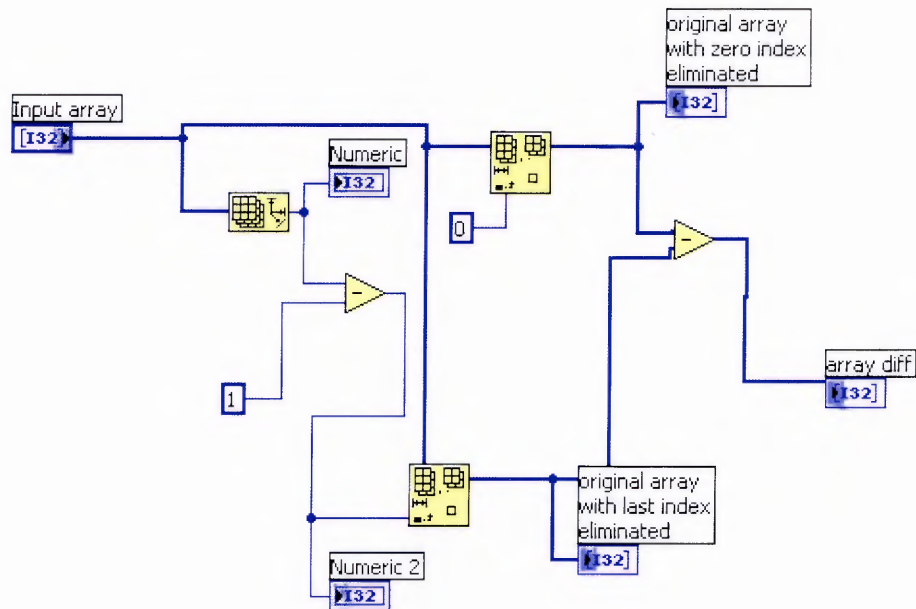 original array
with zero index
eliminated
[I32]
Input array
[I32]
Numeric
I32
0
1
array diff
[I32]
original array
with last index
eliminated
[I32]
Numeric 2
I32